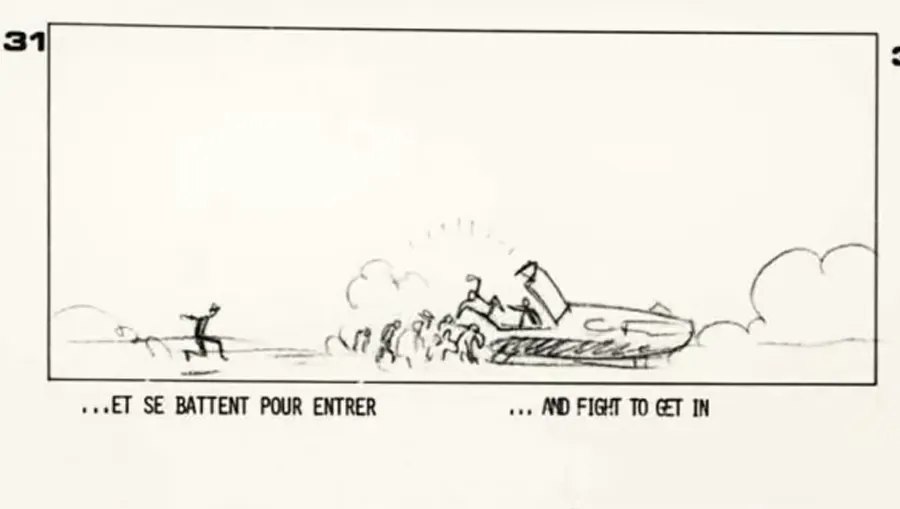 31
...ET SE BATTENT POUR ENTRER
... AND FIGHT TO GET IN